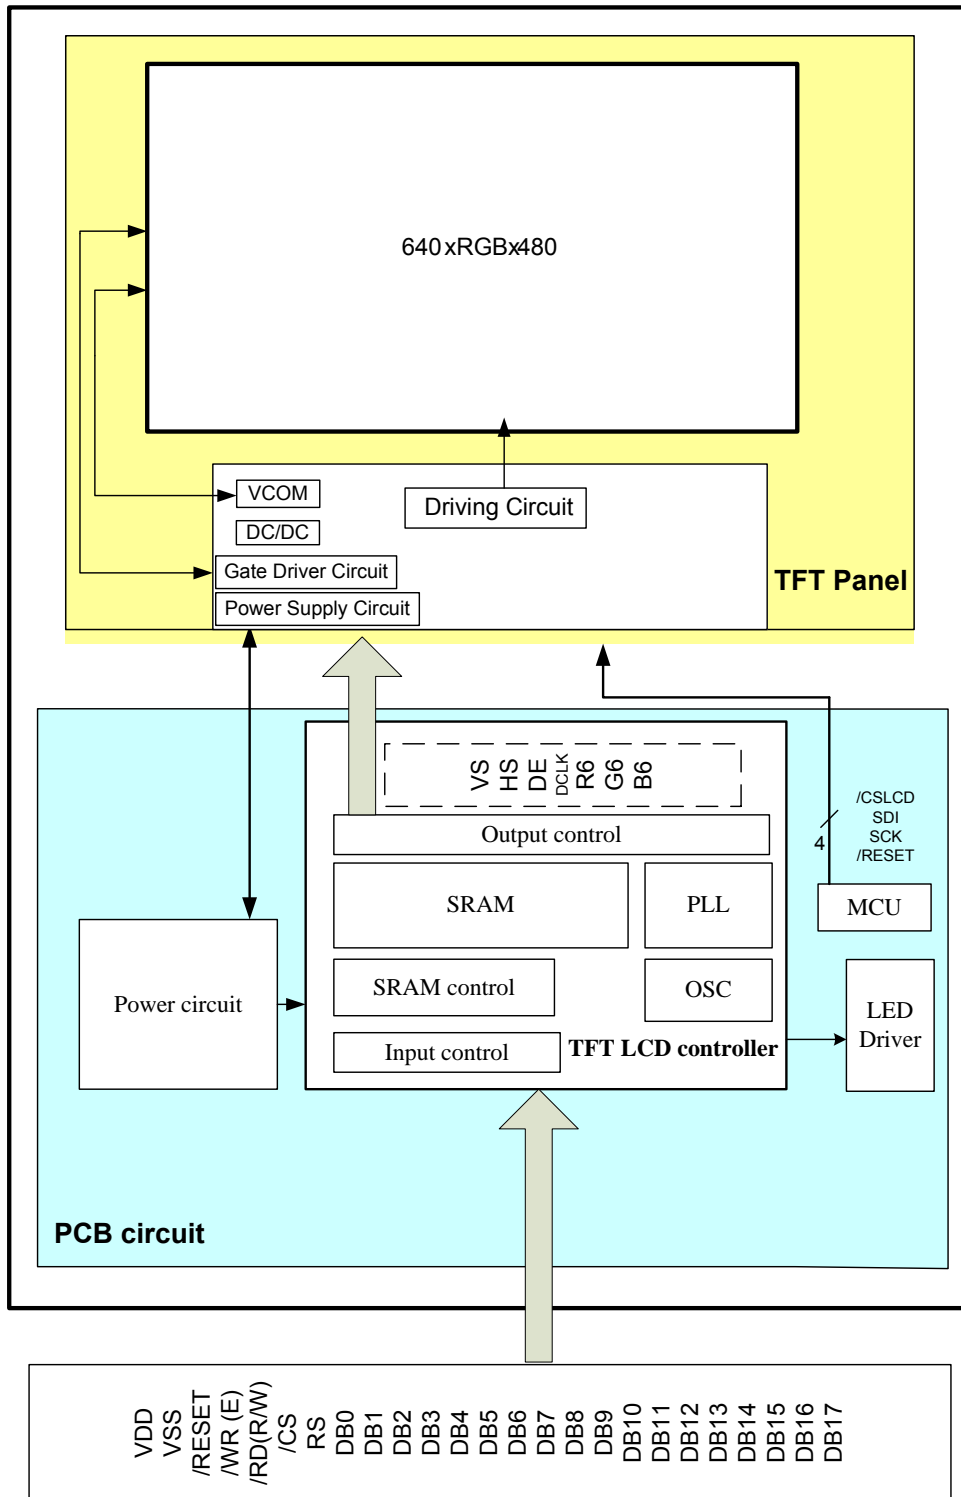 640xRGBx480
VCOM
Driving Circuit
DC/DC
Gate Driver Circuit
Power Supply Circuit
TFT Panel
VS
HS
DE
DCLK
R6
G6
B6
Output control
SRAM
PLL
SRAM control
OSC
Input control
TFT LCD controller
Power circuit
/CSLCD
SDI
SCK
/RESET
4
MCU
LED
Driver
PCB circuit
VDD
VSS
/RESET
/WR (E)
/RD(R/W)
/CS
RS
DB0
DB1
DB2
DB3
DB4
DB5
DB6
DB7
DB8
DB9
DB10
DB11
DB12
DB13
DB14
DB15
DB16
DB17